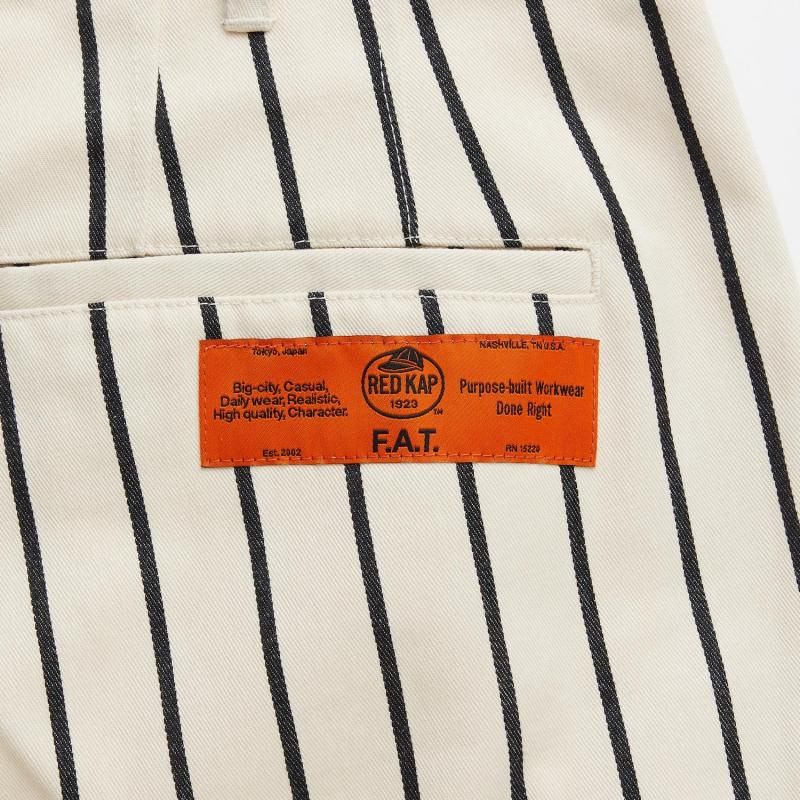 Tokyo, Japan
NASHVILLE, TN U.S.A.
Big-city, Casual,
Daily wear, Realistic,
High quality, Character.
RED KAP
1923
TM
Purpose-built Workwear
Done Right
Est. 2002
F.A.T.
RN 15220